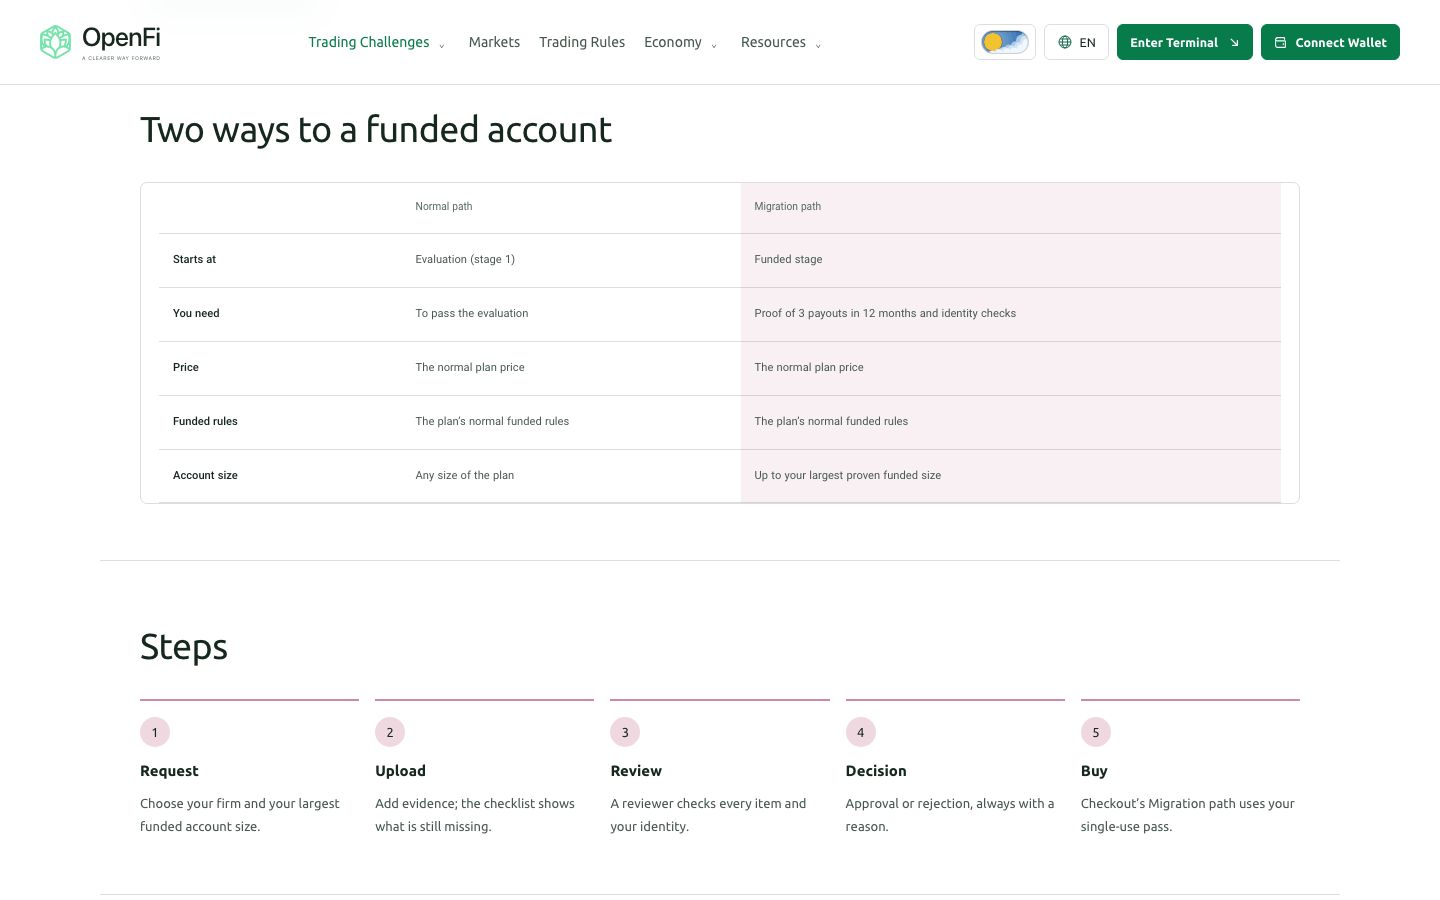 OpenFi
A CLEARER WAY FORWARD
Trading Challenges
Markets
Trading Rules
Economy
Resources
EN
Enter Terminal
Connect Wallet
Two ways to a funded account
Normal path
Migration path
Starts at
Evaluation (stage 1)
Funded stage
You need
To pass the evaluation
Proof of 3 payouts in 12 months and identity checks
Price
The normal plan price
The normal plan price
Funded rules
The plan’s normal funded rules
The plan’s normal funded rules
Account size
Any size of the plan
Up to your largest proven funded size
Steps
1
Request
Choose your firm and your largest
funded account size.
2
Upload
Add evidence; the checklist shows
what is still missing.
3
Review
A reviewer checks every item and
your identity.
4
Decision
Approval or rejection, always with a
reason.
5
Buy
Checkout’s Migration path uses your
single-use pass.